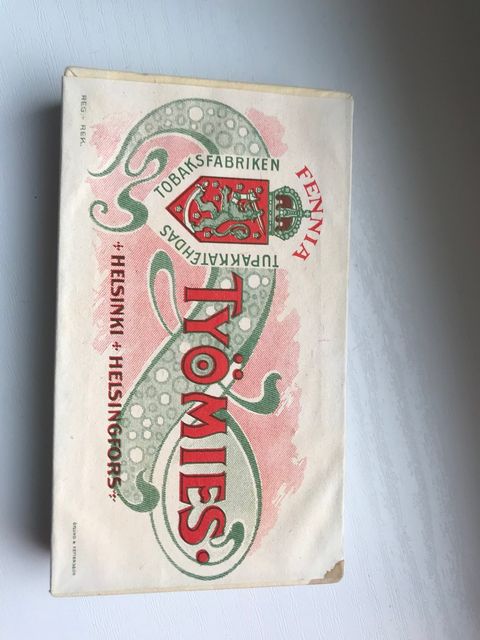 FENNIA
TOBAKSFABRIKEN
TUPAKKATEHDAS
TYÖMIES.
HELSINKI HELSINGFORS
REG. - REK.